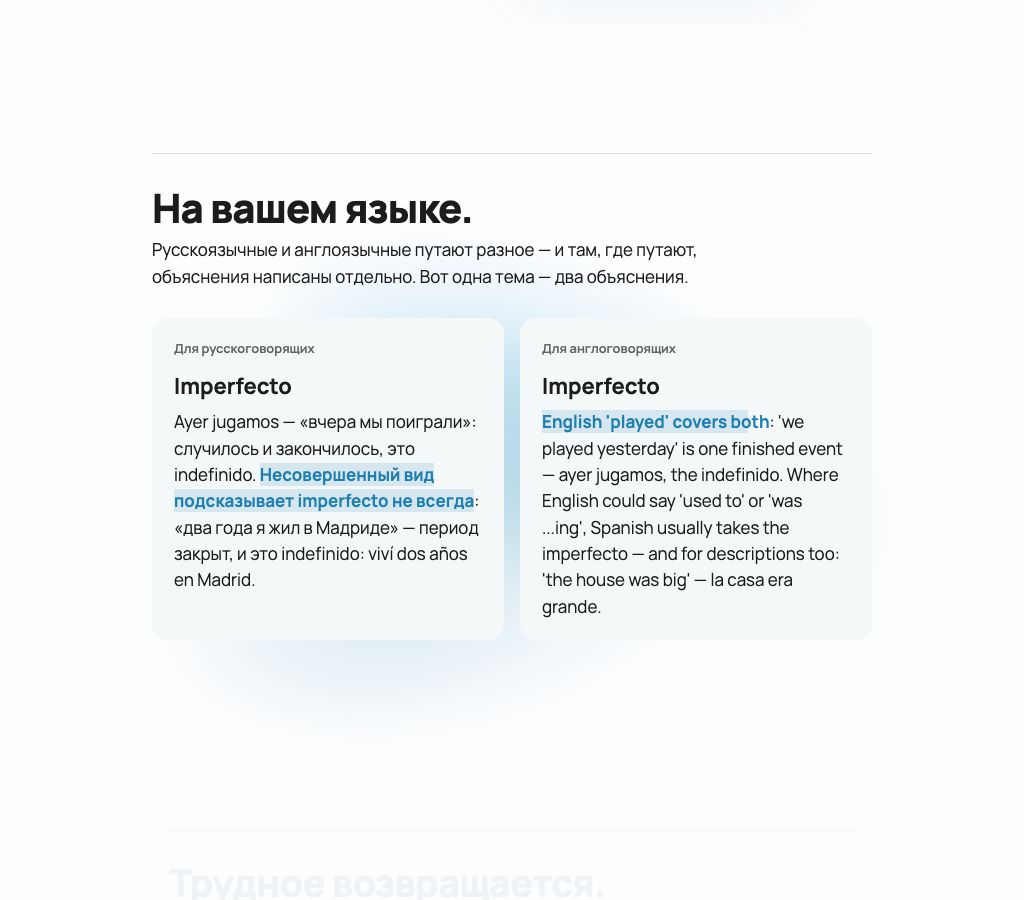 На вашем языке.
Русскоязычные и англоязычные путают разное — и там, где путают,
объяснения написаны отдельно. Вот одна тема — два объяснения.
Для русскоговорящих
Imperfecto
Ayer jugamos — «вчера мы поиграли»:
случилось и закончилось, это
indefinido. Несовершенный вид
подсказывает imperfecto не всегда:
«два года я жил в Мадриде» — период
закрыт, и это indefinido: viví dos años
en Madrid.
Для англоговорящих
Imperfecto
English 'played' covers both: 'we
played yesterday' is one finished event
— ayer jugamos, the indefinido. Where
English could say 'used to' or 'was
...ing', Spanish usually takes the
imperfecto — and for descriptions too:
'the house was big' — la casa era
grande.
Трудное возвращается.